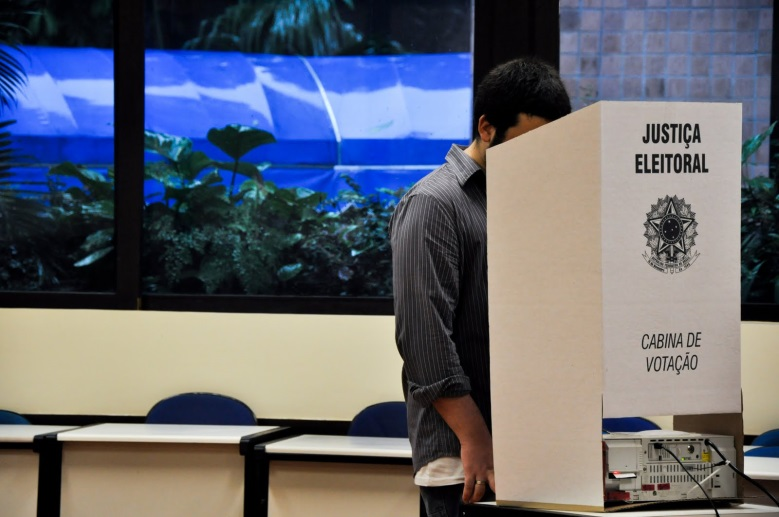 JUSTIÇA
ELEITORAL
CABINA DE
VOTAÇÃO